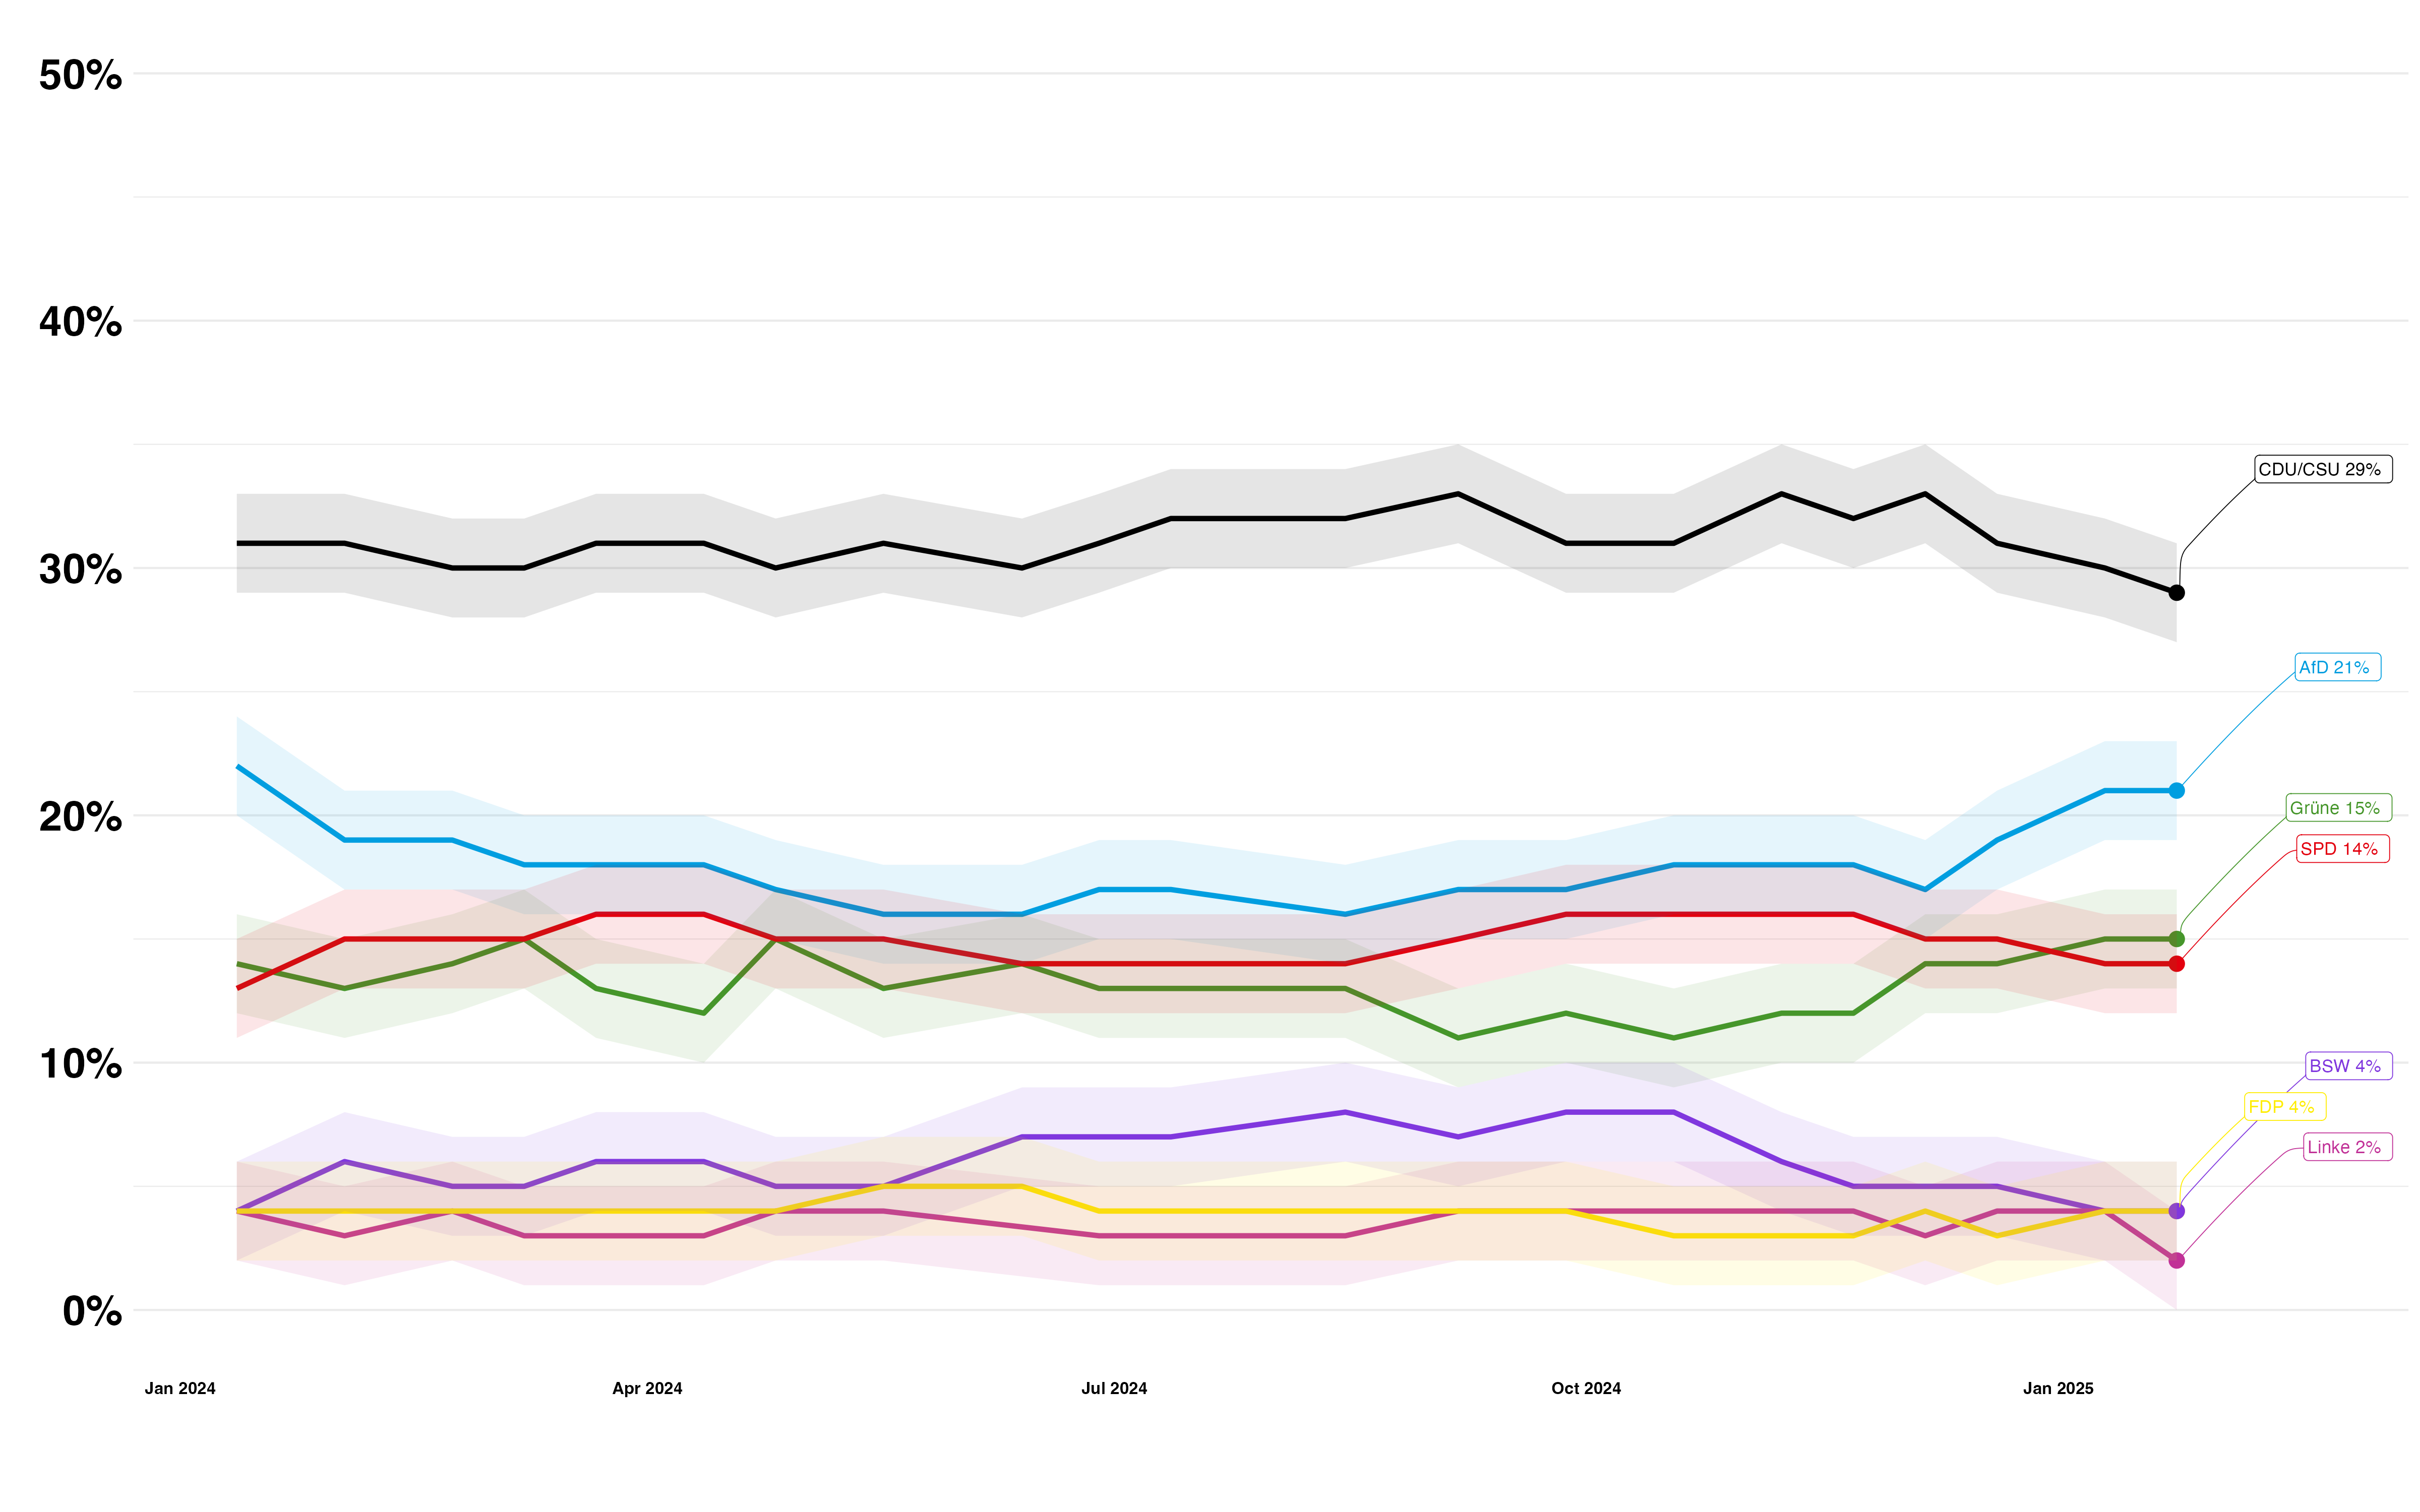 50%
40%
30%
20%
10%
0%
CDU/CSU 29%
AfD 21%
Grüne 15%
SPD 14%
BSW 4%
FDP 4%
Linke 2%
Jan 2024
Apr 2024
Jul 2024
Oct 2024
Jan 2025